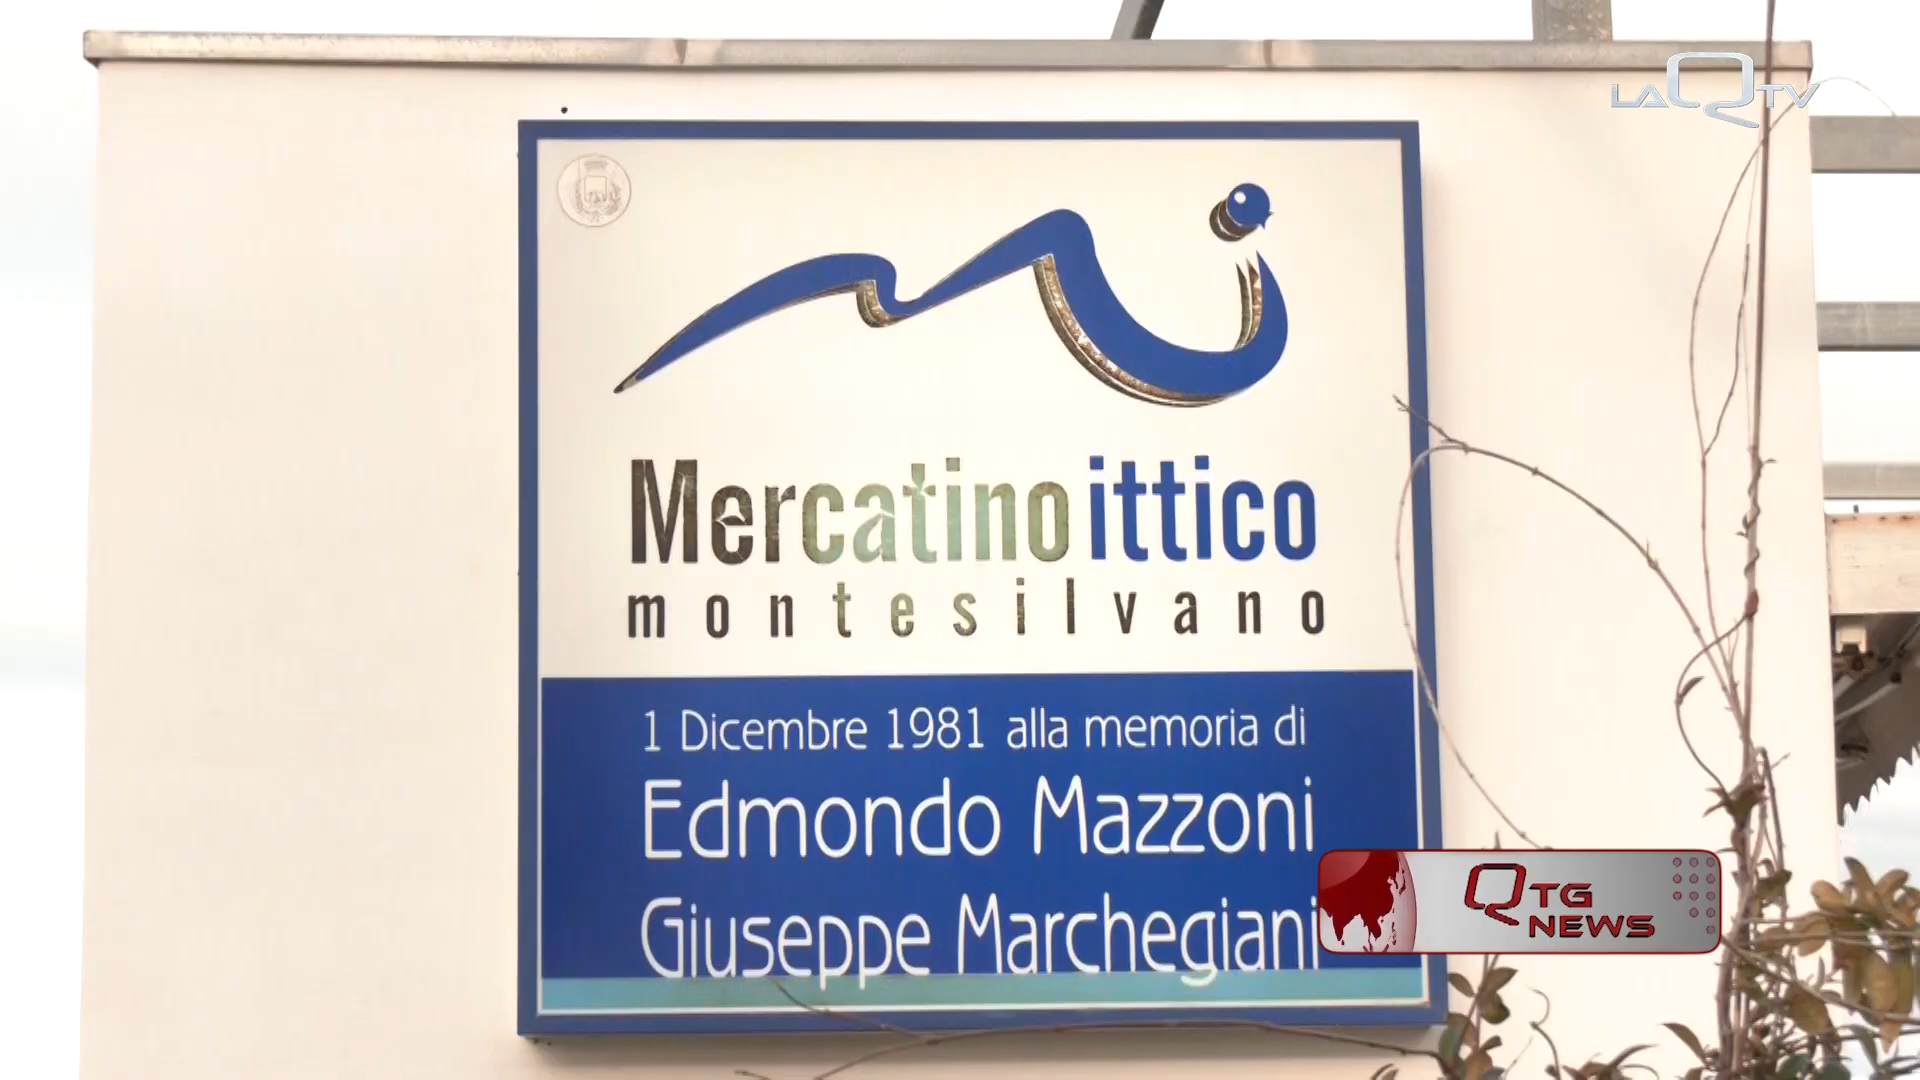 LAQTV
Mercatino ittico
montesilvano
1 Dicembre 1981 alla memoria di
Edmondo Mazzoni
Giuseppe Marchegiani
QTG
NEWS